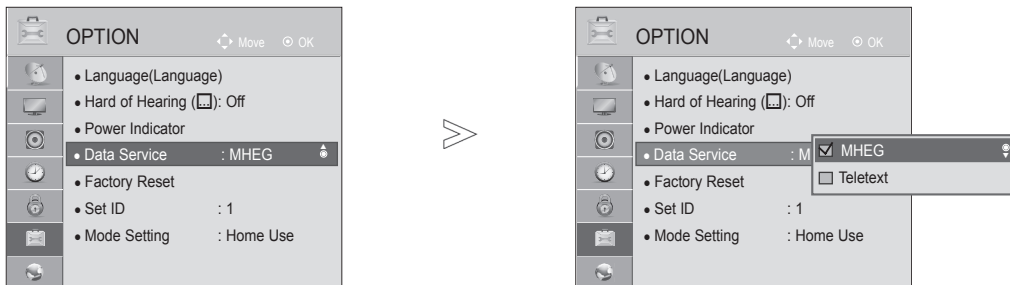 OPTION
Move OK
• Language(Language)
• Hard of Hearing (...): Off
• Power Indicator
• Data Service : MHEG
• Factory Reset
• Set ID : 1
• Mode Setting : Home Use
OPTION
Move OK
• Language(Language)
• Hard of Hearing (...): Off
• Power Indicator
• Data Service : M
MHEG
Teletext
• Factory Reset
• Set ID : 1
• Mode Setting : Home Use